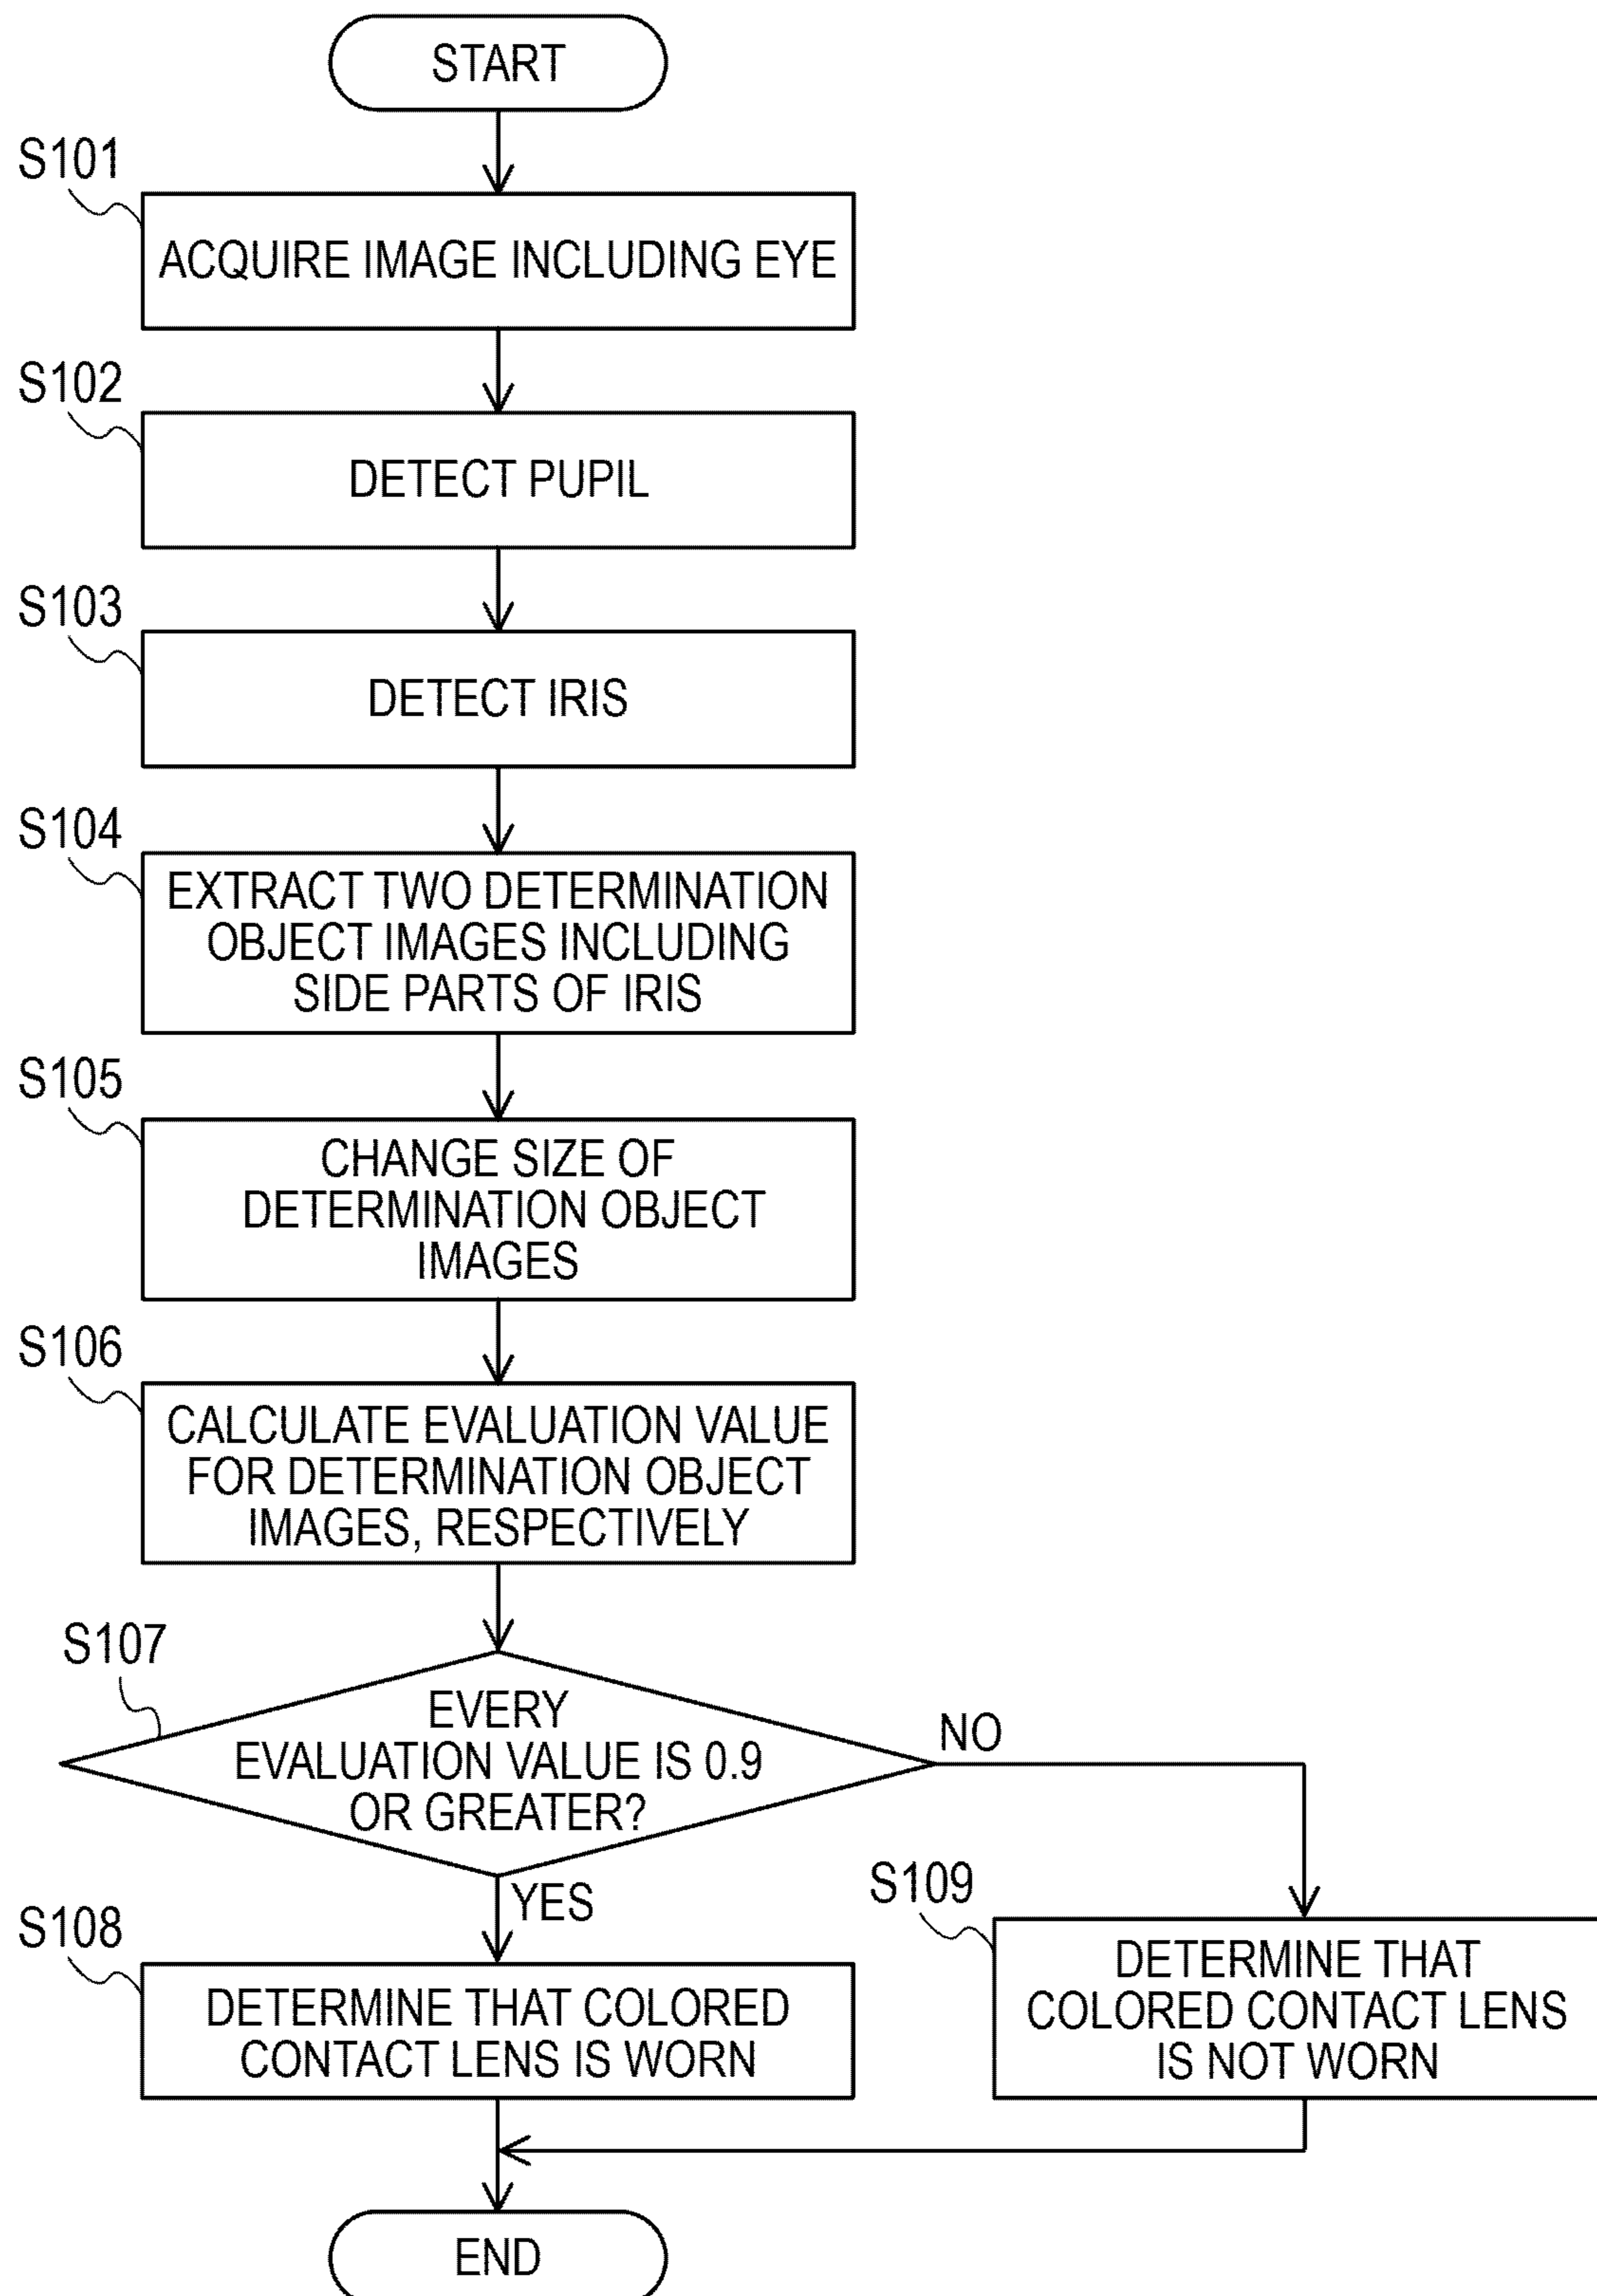 START
S101
ACQUIRE IMAGE INCLUDING EYE
S102
DETECT PUPIL
S103
DETECT IRIS
S104
EXTRACT TWO DETERMINATION
OBJECT IMAGES INCLUDING
SIDE PARTS OF IRIS
S105
CHANGE SIZE OF
DETERMINATION OBJECT
IMAGES
S106
CALCULATE EVALUATION VALUE
FOR DETERMINATION OBJECT
IMAGES, RESPECTIVELY
S107
EVERY
EVALUATION VALUE IS 0.9
OR GREATER?
NO
YES
S108
DETERMINE THAT COLORED
CONTACT LENS IS WORN
S109
DETERMINE THAT
COLORED CONTACT LENS
IS NOT WORN
END